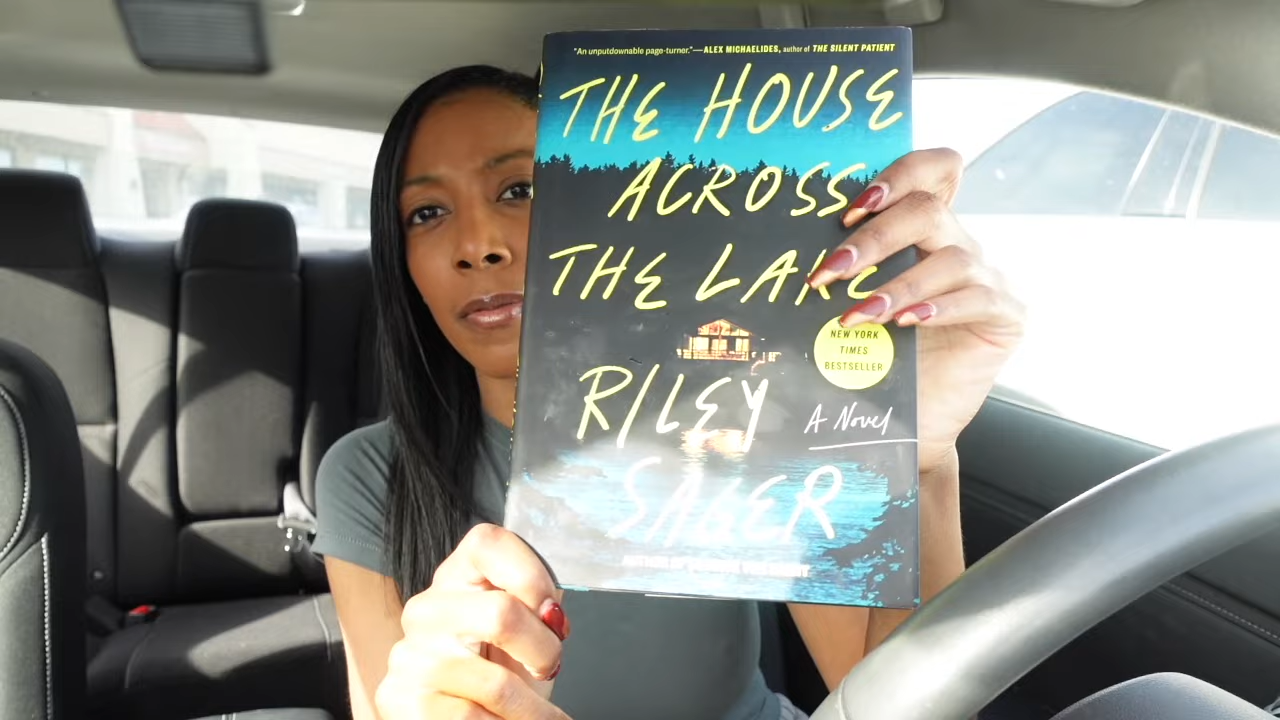 "An unputdownable page-turner."—ALEX MICHAELIDES, author of THE SILENT PATIENT
THE HOUSE
ACROSS
THE LAKE
NEW YORK
TIMES
BESTSELLER
RILEY
A Novel
SAGER